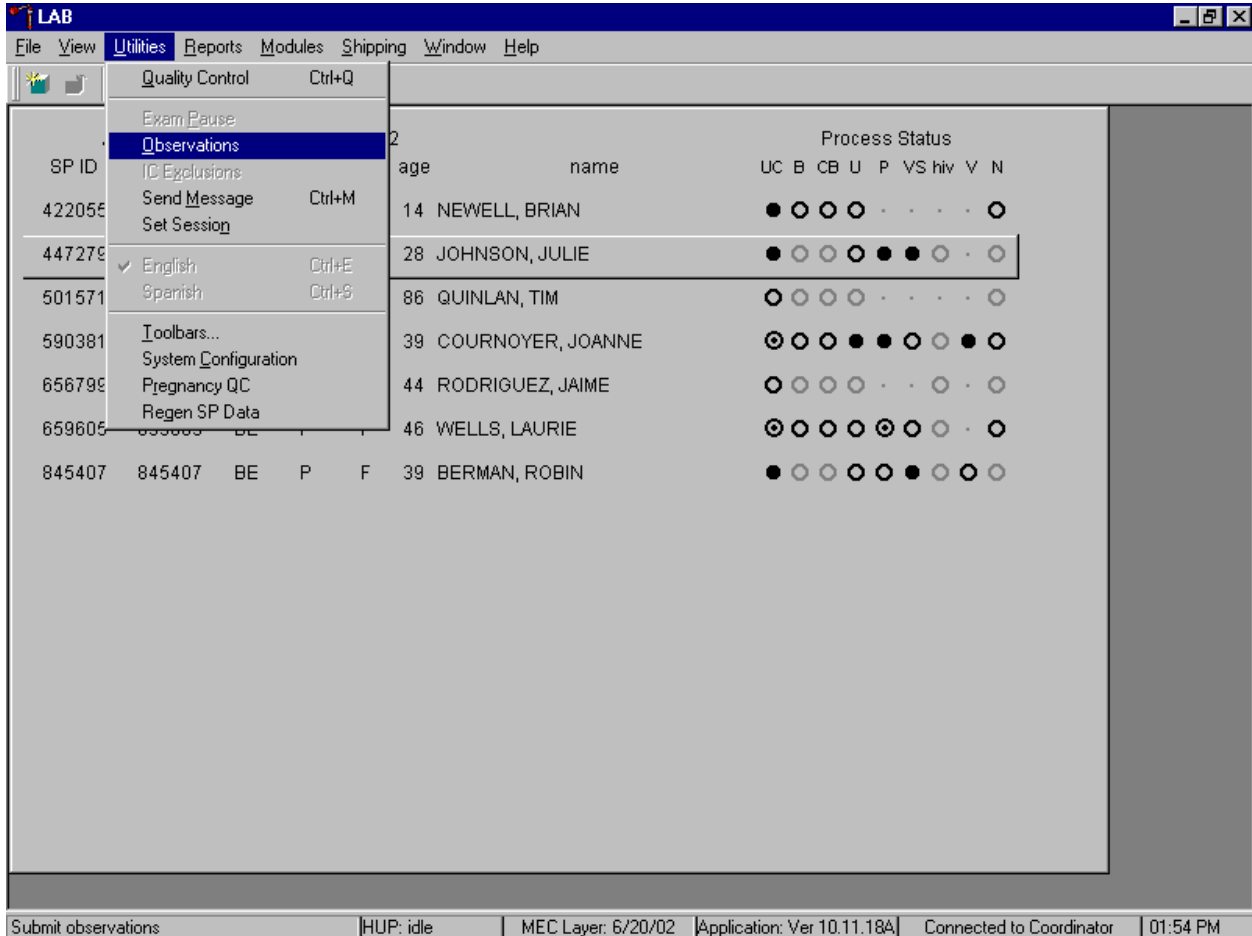 LAB
File View Utilities Reports Modules Shipping Window Help
Quality Control Ctrl+Q
Exam Pause
Observations
IC Exclusions
Send Message Ctrl+M
Set Session
English Ctrl+E
Spanish Ctrl+S
Toolbars...
System Configuration
Pregnancy QC
Regen SP Data
2 Process Status
SP ID age name UC B CB U P VS hiv V N
422055 14 NEWELL, BRIAN
447279 28 JOHNSON, JULIE
501571 86 QUINLAN, TIM
590381 39 COURNOYER, JOANNE
656799 44 RODRIGUEZ, JAIME
659605 46 WELLS, LAURIE
845407 845407 BE P F 39 BERMAN, ROBIN
Submit observations HUP: idle MEC Layer: 6/20/02 Application: Ver 10.11.18A Connected to Coordinator 01:54 PM